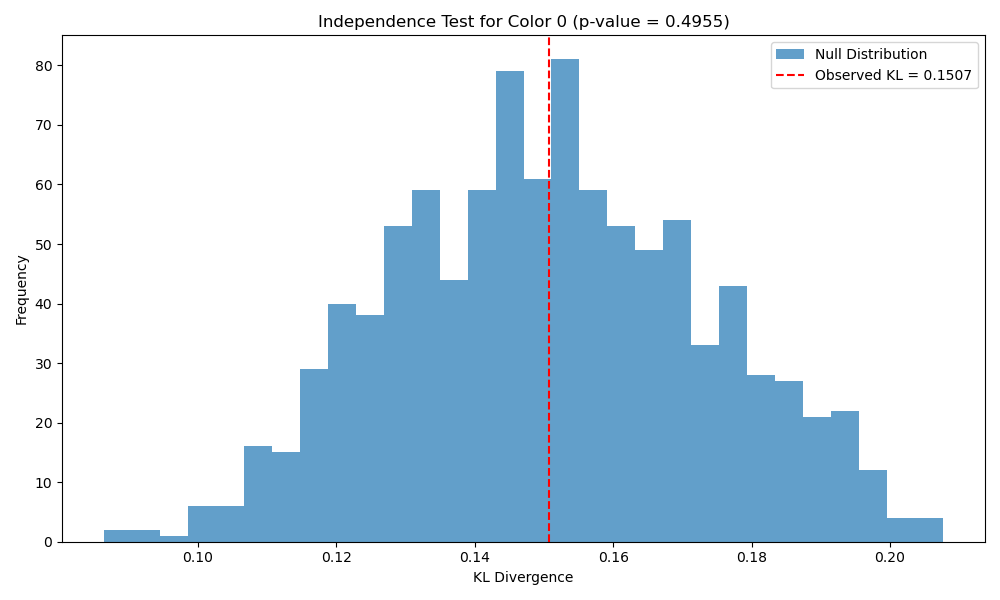 Independence Test for Color 0 (p-value = 0.4955)
Null Distribution
Observed KL = 0.1507
Frequency
80
70
60
50
40
30
20
10
0
0.10 0.12 0.14 0.16 0.18 0.20
KL Divergence